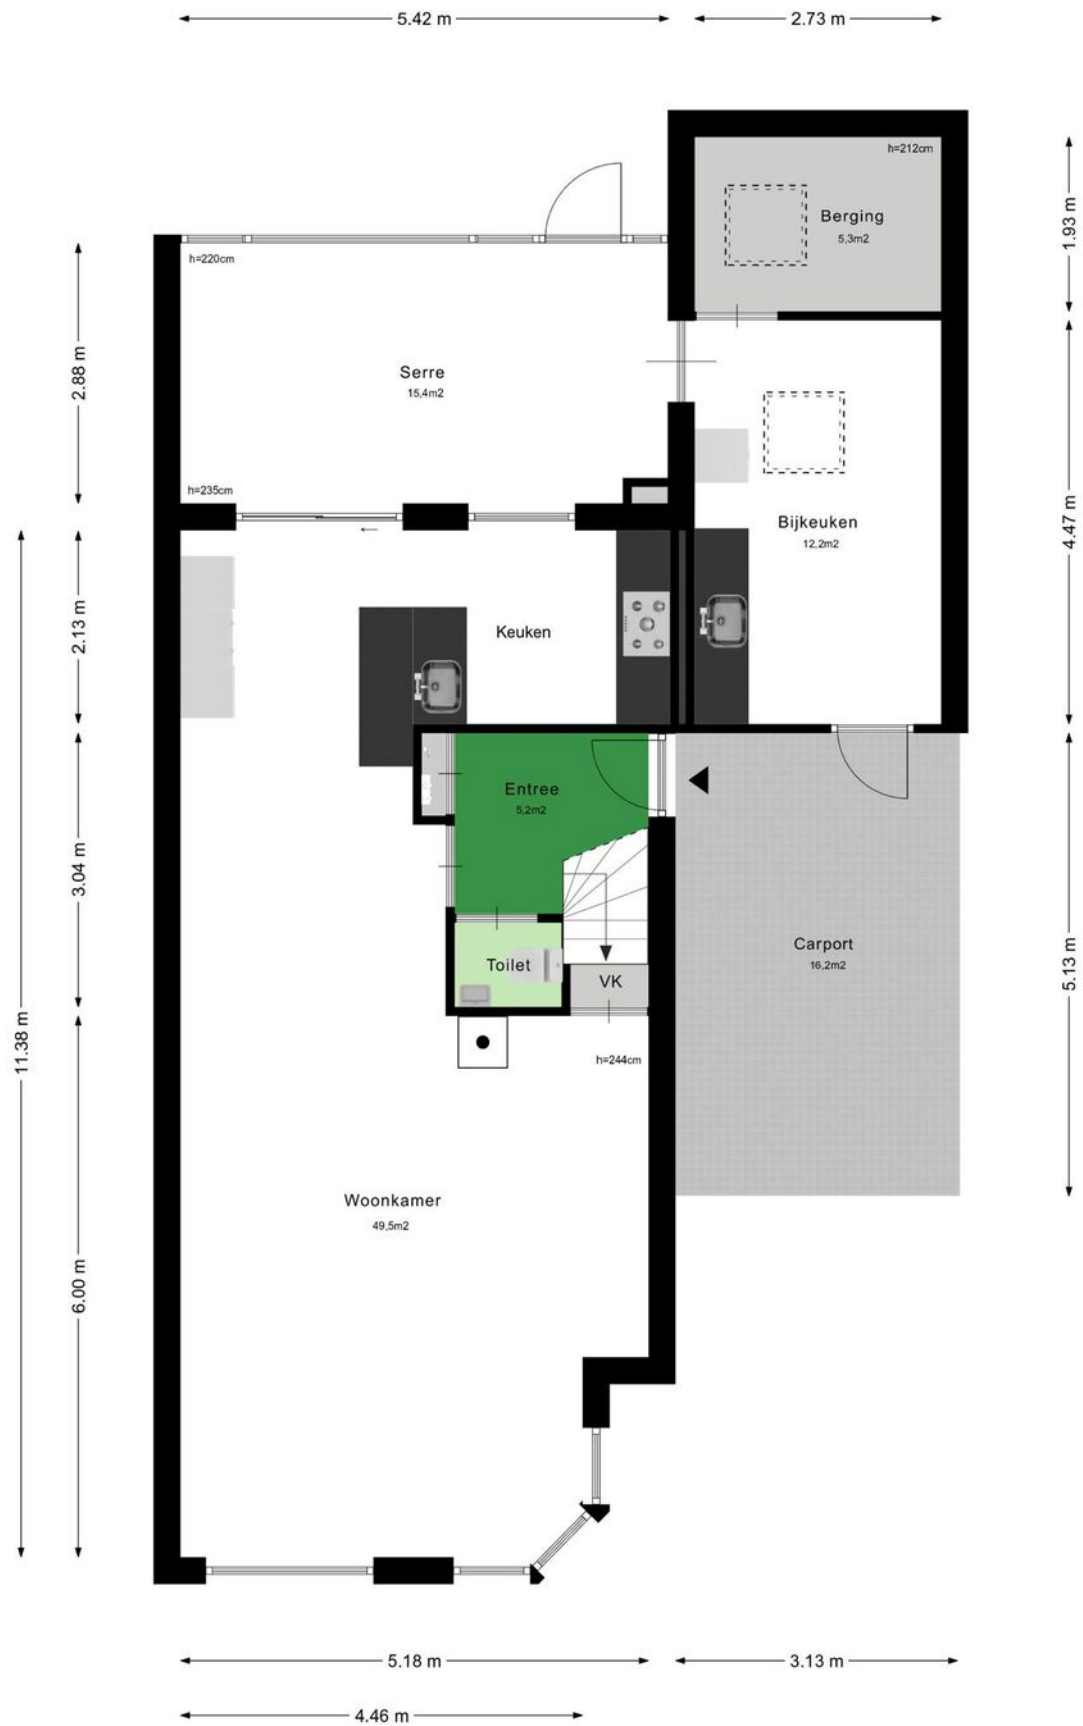 5.42 m
2.73 m
h=212cm
Berging
5,3m2
1.93 m
h=220cm
Serre
15,4m2
2.88 m
h=235cm
Bijkeuken
12,2m2
4.47 m
Keuken
2.13 m
Entree
5,2m2
3.04 m
Toilet
VK
Carport
16,2m2
5.13 m
11.38 m
h=244cm
Woonkamer
49,5m2
6.00 m
5.18 m
3.13 m
4.46 m